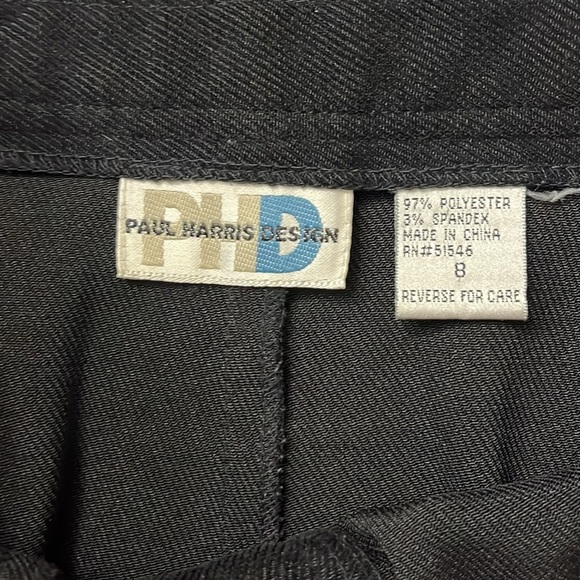 PHD
PAUL HARRIS DESIGN
97% POLYESTER
3% SPANDEX
MADE IN CHINA
RN#51546
8
REVERSE FOR CARE